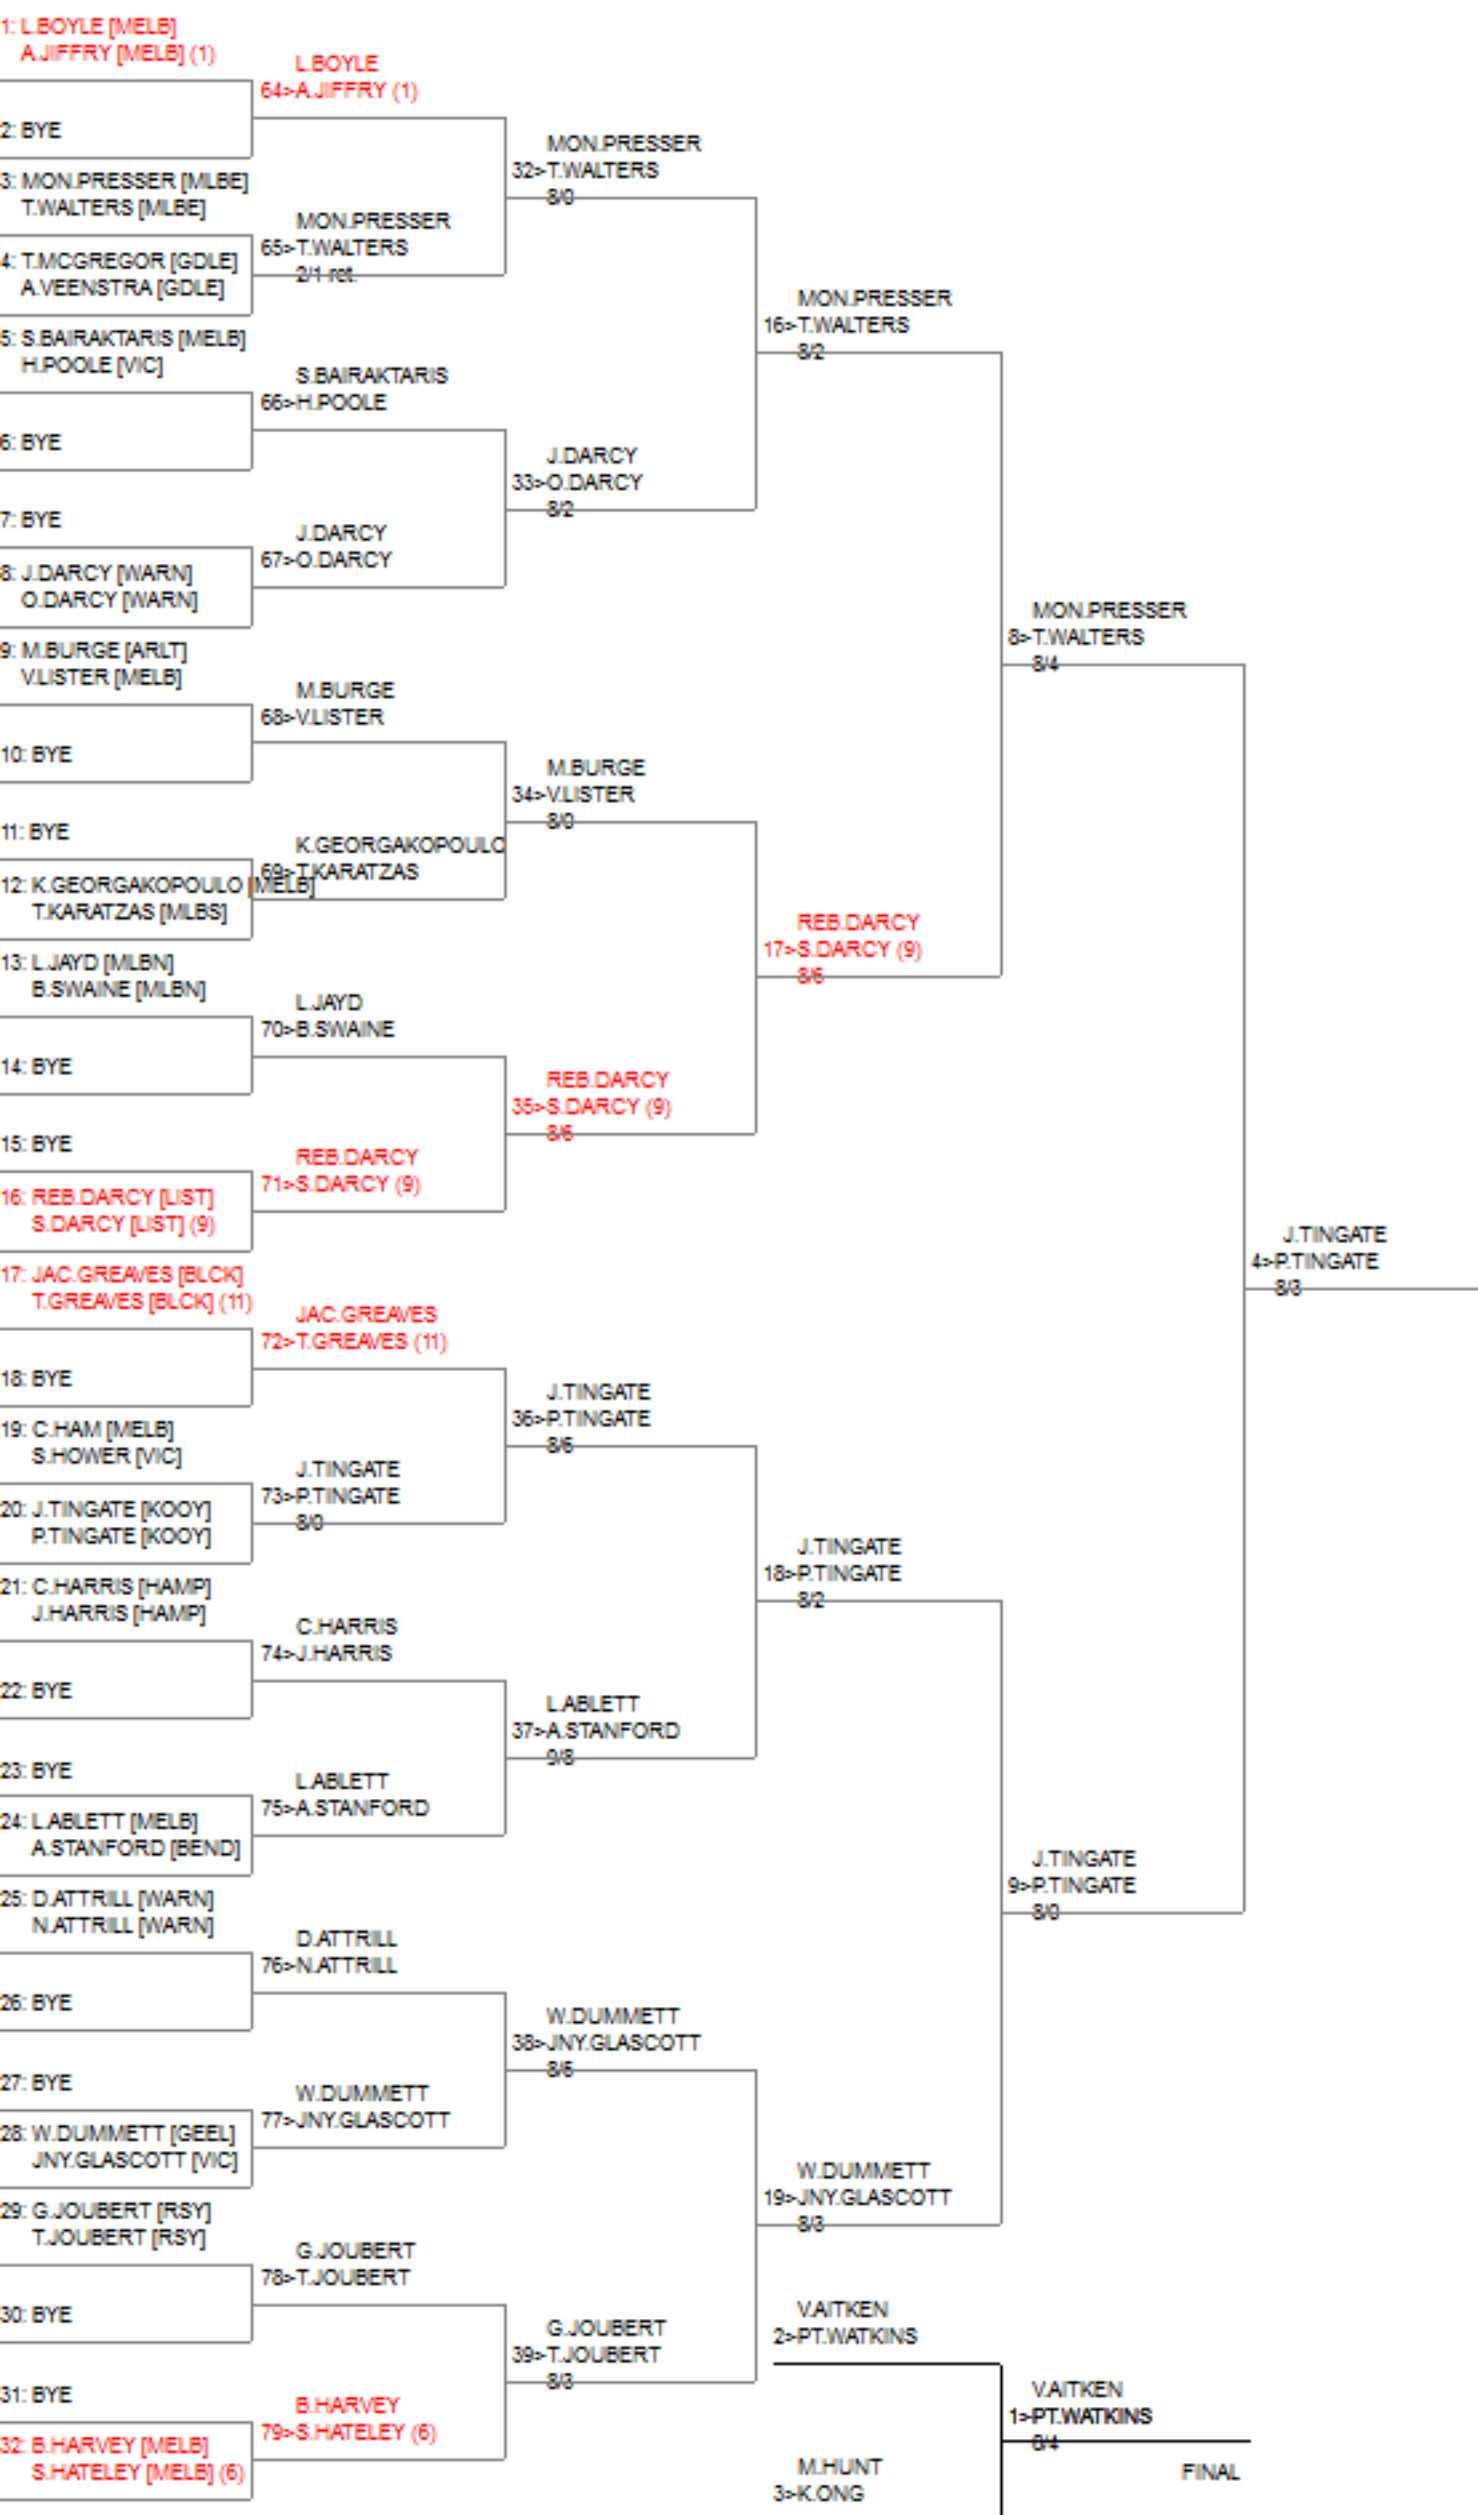 1: L.BOYLE [MELB]
A.JIFFRY [MELB] (1)
2: BYE
3: MON.PRESSER [MLBE]
T.WALTERS [MLBE]
4: T.MCGREGOR [GDLE]
A.VEENSTRA [GDLE]
5: S.BAIRAKTARIS [MELB]
H.POOLE [VIC]
6: BYE
7: BYE
8: J.DARCY [WARN]
O.DARCY [WARN]
9: M.BURGE [ARLT]
V.LISTER [MELB]
10: BYE
11: BYE
12: K.GEORGAKOPOULO [MELB]
T.KARATZAS [MLBS]
13: L.JAYD [MLBN]
B.SWAINE [MLBN]
14: BYE
15: BYE
16: REB.DARCY [LIST]
S.DARCY [LIST] (9)
17: JAC.GREAVES [BLCK]
T.GREAVES [BLCK] (11)
18: BYE
19: C.HAM [MELB]
S.HOWER [VIC]
20: J.TINGATE [KOOY]
P.TINGATE [KOOY]
21: C.HARRIS [HAMP]
J.HARRIS [HAMP]
22: BYE
23: BYE
24: L.ABLETT [MELB]
A.STANFORD [BEND]
25: D.ATTRILL [WARN]
N.ATTRILL [WARN]
26: BYE
27: BYE
28: W.DUMMETT [GEEL]
JNY.GLASCOTT [VIC]
29: G.JOUBERT [RSY]
T.JOUBERT [RSY]
30: BYE
31: BYE
32: B.HARVEY [MELB]
S.HATELEY [MELB] (6)
L.BOYLE
64>A.JIFFRY (1)
MON.PRESSER
65>T.WALTERS
2/1 ret.
S.BAIRAKTARIS
66>H.POOLE
J.DARCY
67>O.DARCY
M.BURGE
68>V.LISTER
K.GEORGAKOPOULO
69>T.KARATZAS
L.JAYD
70>B.SWAINE
REB.DARCY
71>S.DARCY (9)
JAC.GREAVES
72>T.GREAVES (11)
J.TINGATE
73>P.TINGATE
8/0
C.HARRIS
74>J.HARRIS
L.ABLETT
75>A.STANFORD
D.ATTRILL
76>N.ATTRILL
W.DUMMETT
77>JNY.GLASCOTT
G.JOUBERT
78>T.JOUBERT
B.HARVEY
79>S.HATELEY (6)
MON.PRESSER
32>T.WALTERS
8/0
J.DARCY
33>O.DARCY
8/2
M.BURGE
34>V.LISTER
8/0
REB.DARCY
35>S.DARCY (9)
8/6
J.TINGATE
36>P.TINGATE
8/6
L.ABLETT
37>A.STANFORD
9/8
W.DUMMETT
38>JNY.GLASCOTT
G.JOUBERT
39>T.JOUBERT
8/3
MON.PRESSER
16>T.WALTERS
8/2
REB.DARCY
17>S.DARCY (9)
8/6
J.TINGATE
18>P.TINGATE
8/2
W.DUMMETT
19>JNY.GLASCOTT
8/3
MON.PRESSER
8>T.WALTERS
8/4
J.TINGATE
9>P.TINGATE
8/0
J.TINGATE
4>P.TINGATE
8/3
V.AITKEN
2>PT.WATKINS
M.HUNT
3>K.ONG
V.AITKEN
1>PT.WATKINS
FINAL